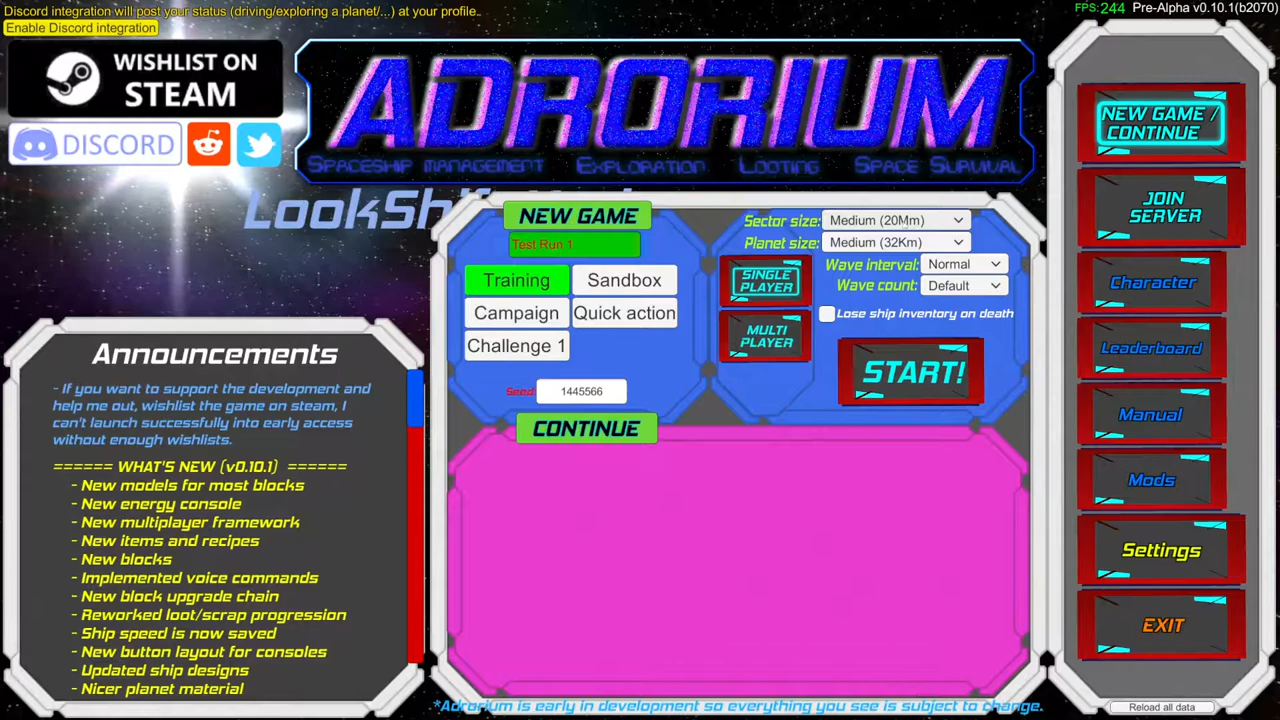 Discord integration will post your status (driving/exploring a planet/...) at your profile.
Enable Discord integration
FPS:244 Pre-Alpha v0.10.1(b2070)
WISHLIST ON
STEAM
DISCORD
ADRORIUM
Spaceship management Exploration Looting Space Survival
NEW GAME
Test Run 1
Training
Sandbox
Campaign
Quick action
Challenge 1
Seed:
1445566
Sector size: Medium (20Mm)
Planet size: Medium (32Km)
Wave interval: Normal
Wave count: Default
SINGLE
PLAYER
MULTI
PLAYER
Lose ship inventory on death
START!
CONTINUE
Announcements
- If you want to support the development and
help me out, wishlist the game on steam, I
can't launch successfully into early access
without enough wishlists.
====== WHAT'S NEW (v0.10.1) ======
- New models for most blocks
- New energy console
- New multiplayer framework
- New items and recipes
- New blocks
- Implemented voice commands
- New block upgrade chain
- Reworked loot/scrap progression
- Ship speed is now saved
- New button layout for consoles
- Updated ship designs
- Nicer planet material
NEW GAME /
CONTINUE
JOIN
SERVER
Character
Leaderboard
Manual
Mods
Settings
EXIT
*Adrorium is early in development so everything you see is subject to change.
Reload all data